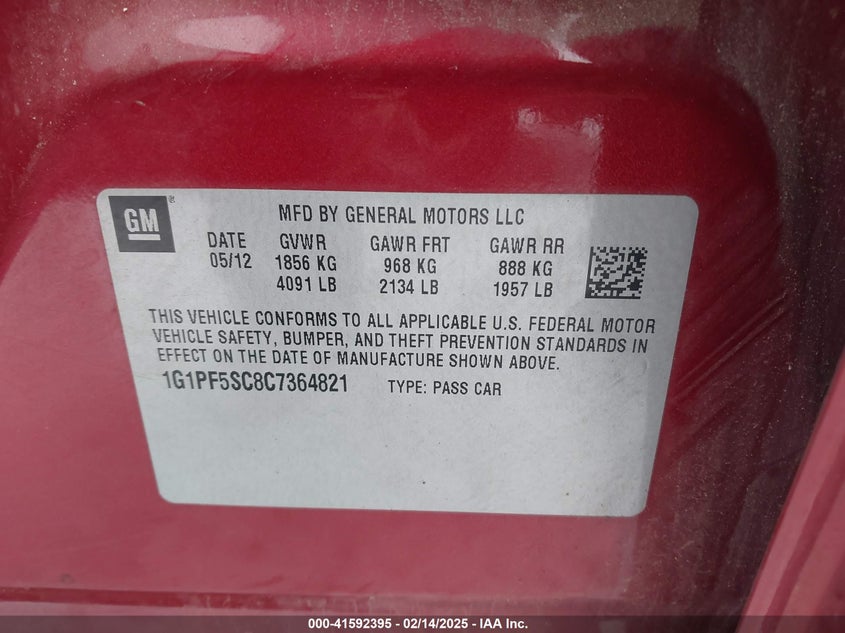 GM ®
MFD BY GENERAL MOTORS LLC
DATE GVWR GAWR FRT GAWR RR
05/12 1856 KG 968 KG 888 KG
4091 LB 2134 LB 1957 LB
THIS VEHICLE CONFORMS TO ALL APPLICABLE U.S. FEDERAL MOTOR
VEHICLE SAFETY, BUMPER, AND THEFT PREVENTION STANDARDS IN
EFFECT ON THE DATE OF MANUFACTURE SHOWN ABOVE.
1G1PF5SC8C7364821 TYPE: PASS CAR
000-41592395 - 02/14/2025 - IAA Inc.